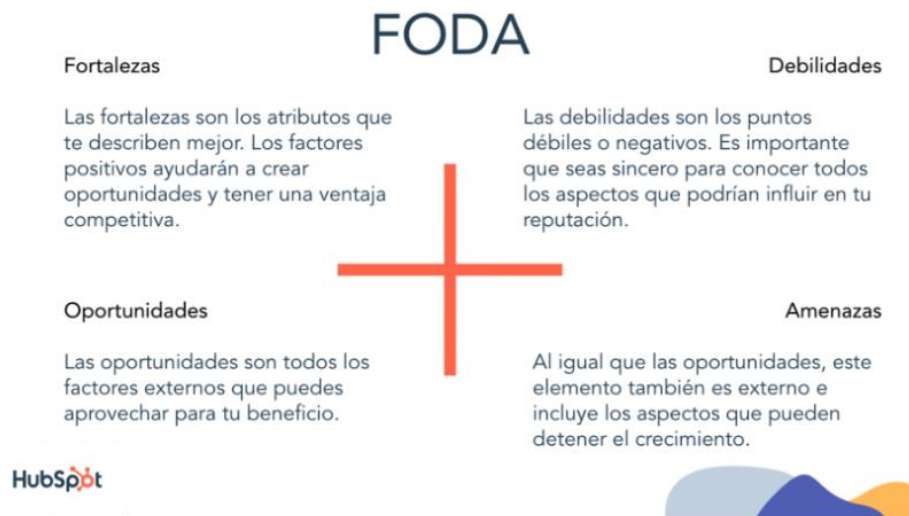 FODA
Fortalezas
Las fortalezas son los atributos que
te describen mejor. Los factores
positivos ayudarán a crear
oportunidades y tener una ventaja
competitiva.
Debilidades
Las debilidades son los puntos
débiles o negativos. Es importante
que seas sincero para conocer todos
los aspectos que podrían influir en tu
reputación.
Oportunidades
Las oportunidades son todos los
factores externos que puedes
aprovechar para tu beneficio.
Amenazas
Al igual que las oportunidades, este
elemento también es externo e
incluye los aspectos que pueden
detener el crecimiento.
HubSpot